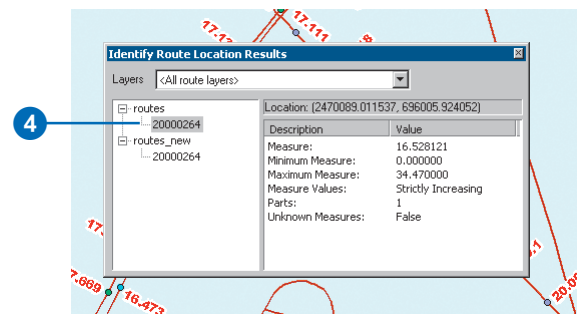 17.111
Identify Route Location Results
Layers <All route layers>
routes
20000264
routes_new
20000264
Location: (2470089.011537, 696005.924052)
Description Value
Measure: 16.528121
Minimum Measure: 0.000000
Maximum Measure: 34.470000
Measure Values: Strictly Increasing
Parts: 1
Unknown Measures: False
4
16.473